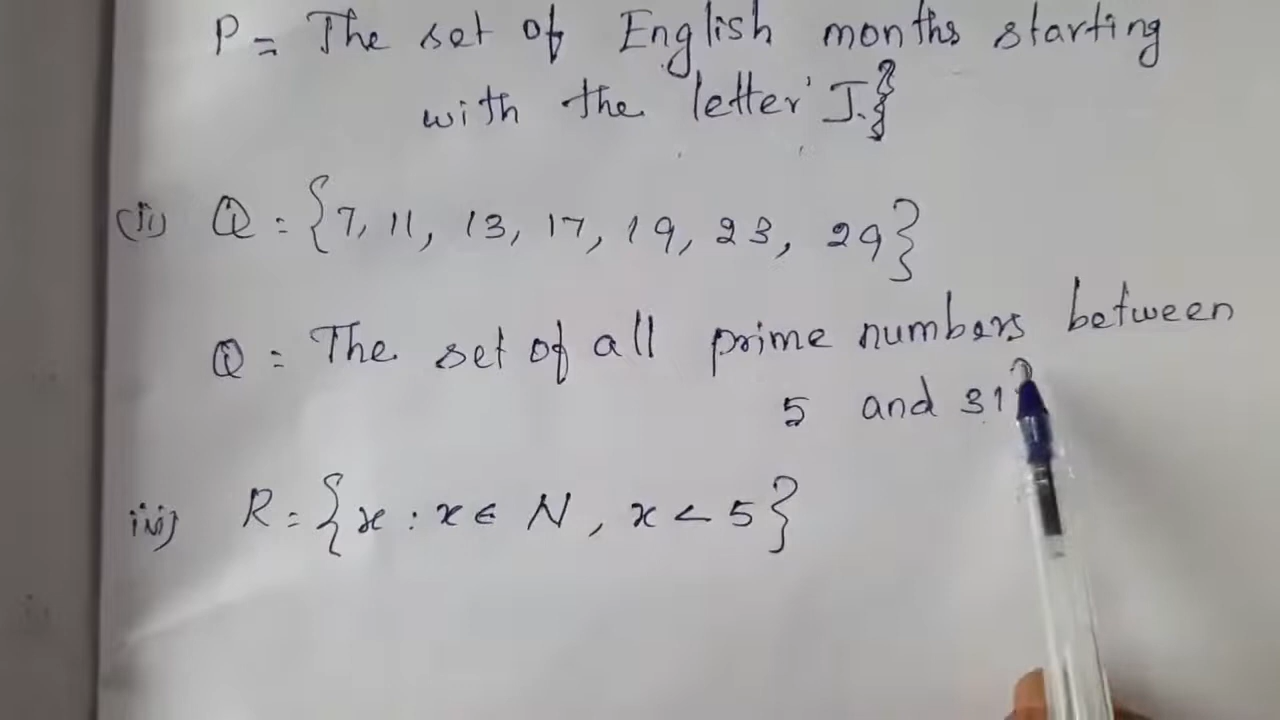 P = The set of English months starting
with the letter 'J.}
(ii) Q = {7, 11, 13, 17, 19, 23, 29}
Q = The set of all prime numbers between
5 and 31}
iii) R = {x : x ∈ N, x < 5}